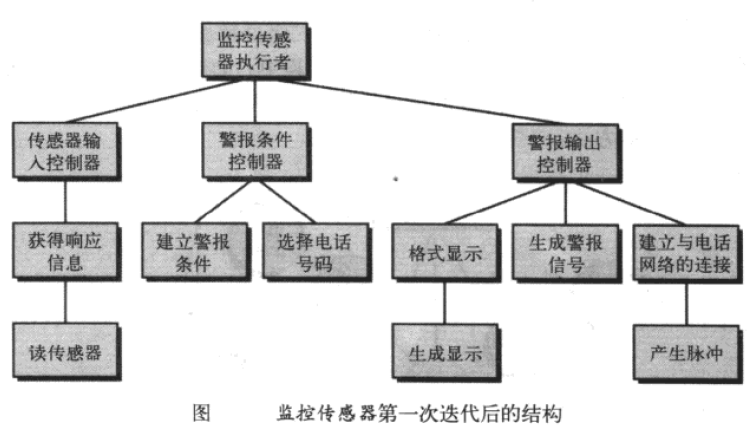 监控传感
器执行者
传感器输
入控制器
警报条件
控制器
警报输出
控制器
获得响应
信息
建立警报
条件
选择电话
号码
格式显示
生成警报
信号
建立与电话
网络的连接
读传感器
生成显示
产生脉冲
图 监控传感器第一次迭代后的结构